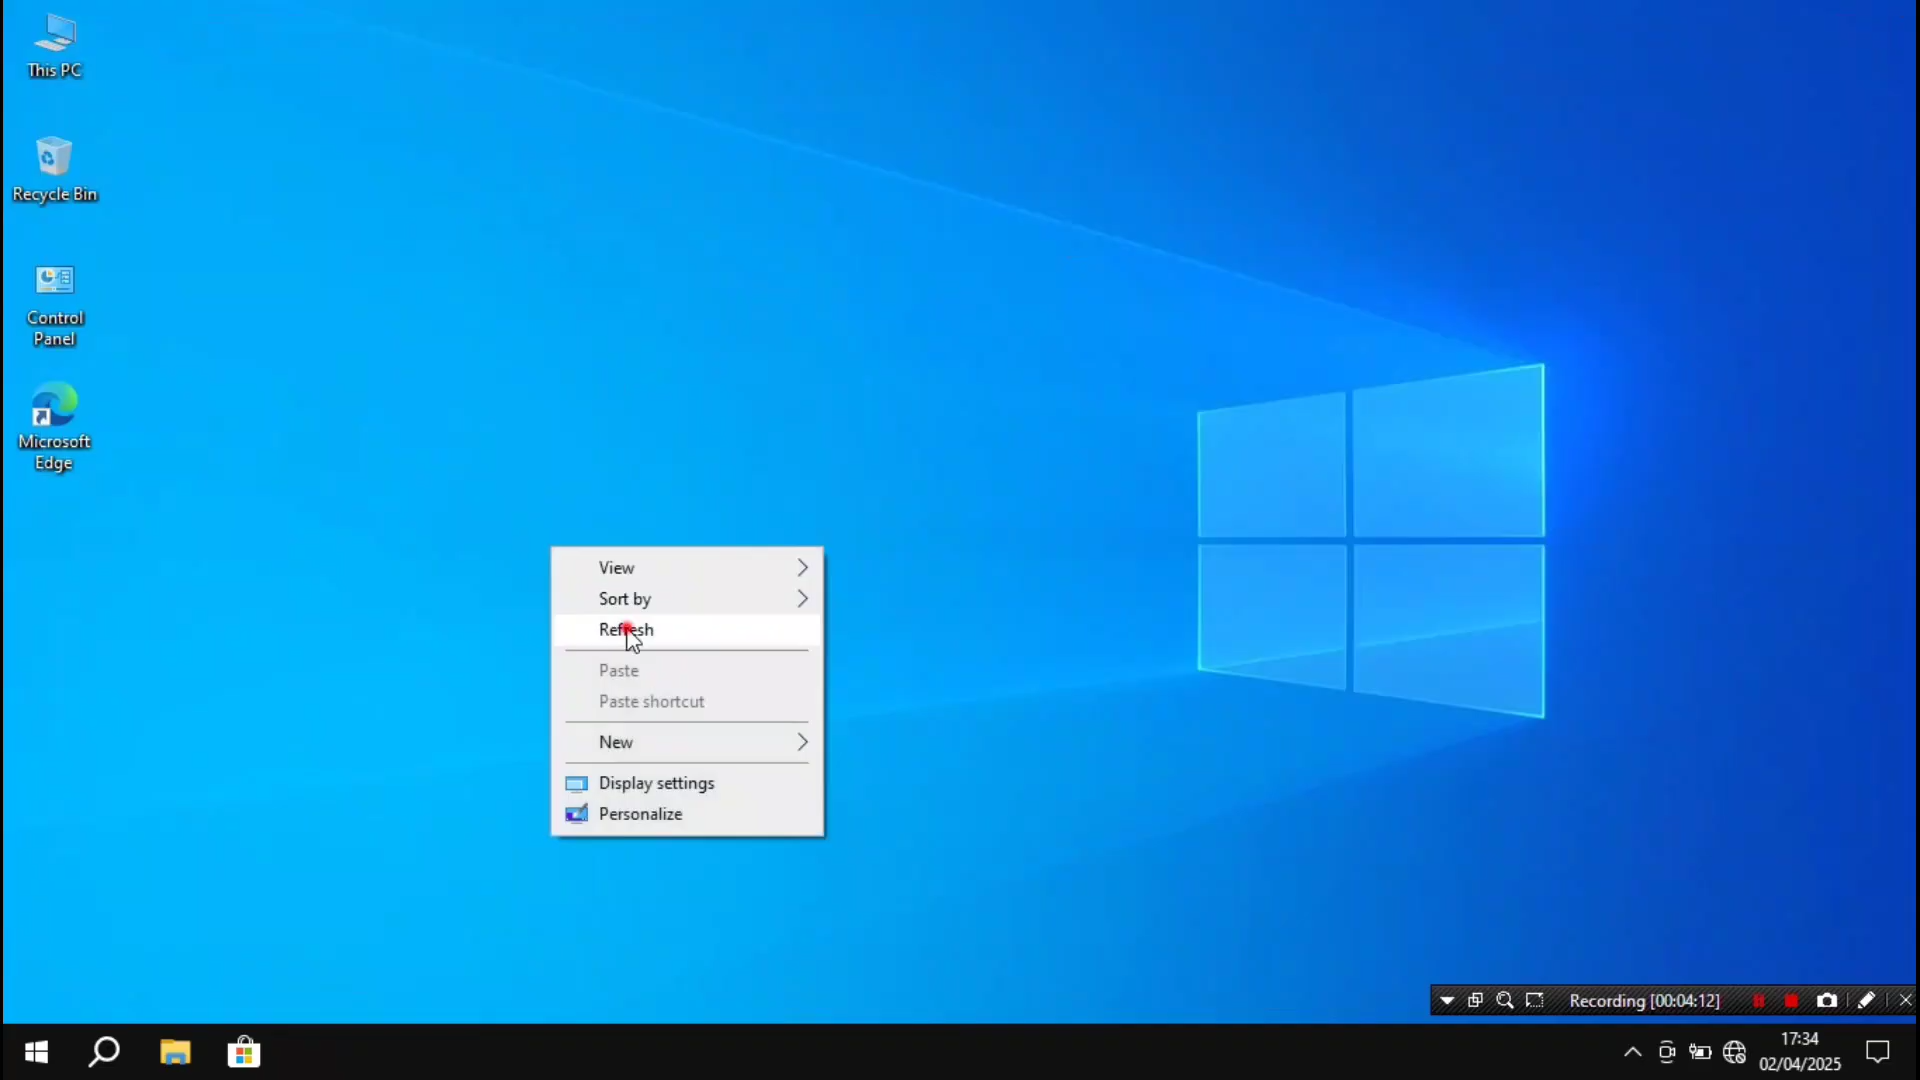 This PC
Recycle Bin
Control
Panel
Microsoft
Edge
View
Sort by
Refresh
Paste
Paste shortcut
New
Display settings
Personalize
Recording [00:04:12]
17:34
02/04/2025